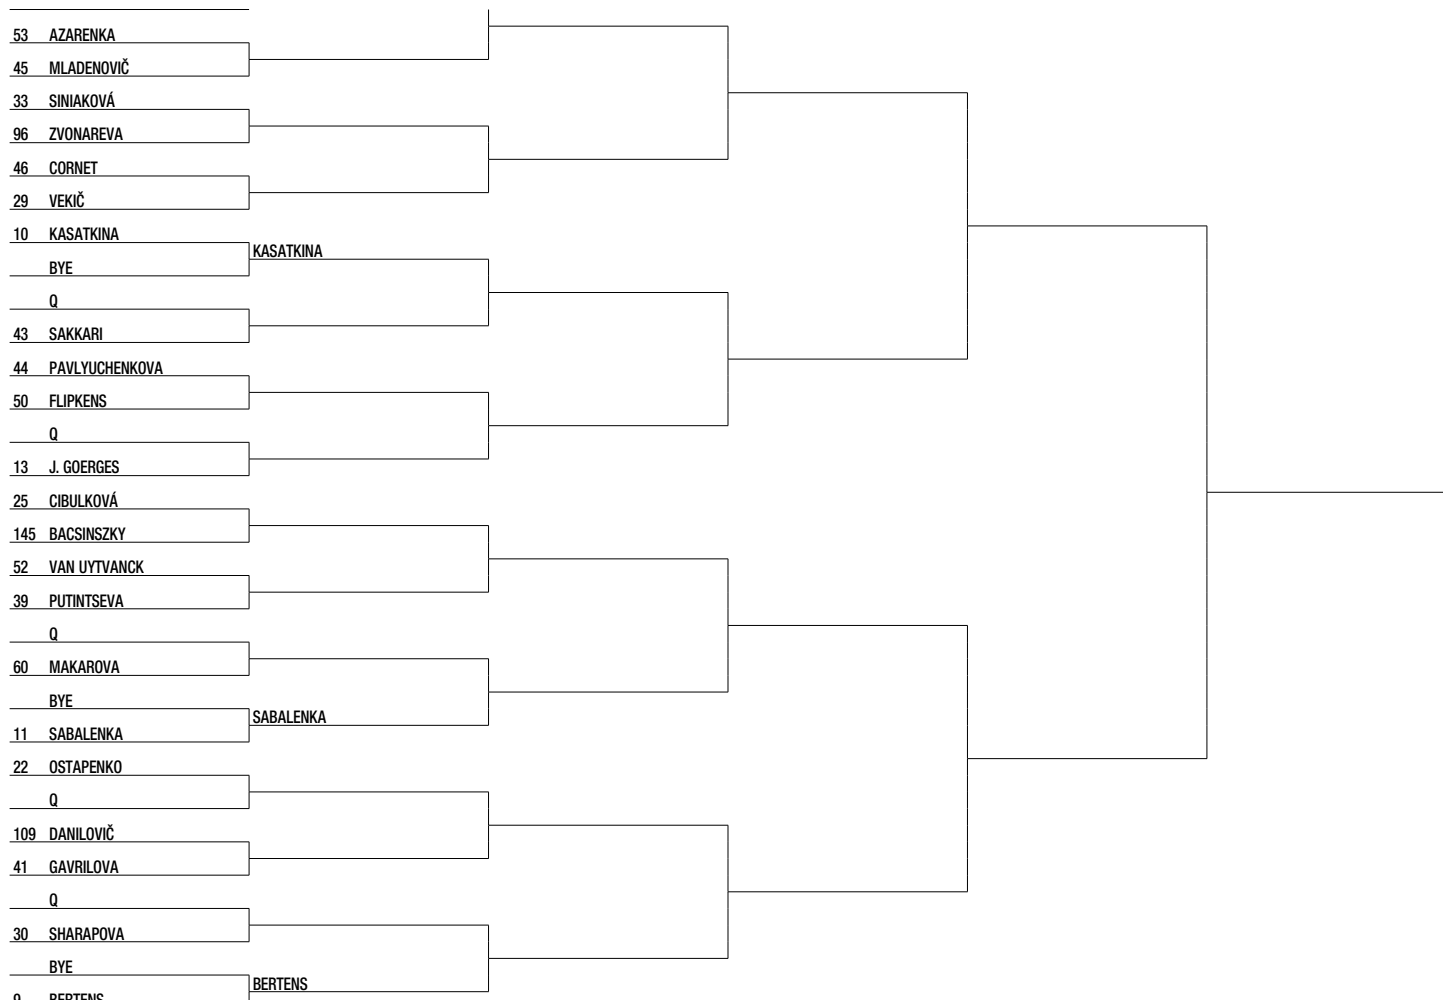 53 AZARENKA
45 MLADENOVIČ
33 SINIAKOVÁ
96 ZVONAREVA
46 CORNET
29 VEKIČ
10 KASATKINA
KASATKINA
BYE
Q
43 SAKKARI
44 PAVLYUCHENKOVA
50 FLIPKENS
Q
13 J. GOERGES
25 CIBULKOVÁ
145 BACSINSZKY
52 VAN UYTVANCK
39 PUTINTSEVA
Q
60 MAKAROVA
BYE
SABALENKA
11 SABALENKA
22 OSTAPENKO
Q
109 DANILOVIČ
41 GAVRILOVA
Q
30 SHARAPOVA
BYE
BERTENS
9 BERTENS